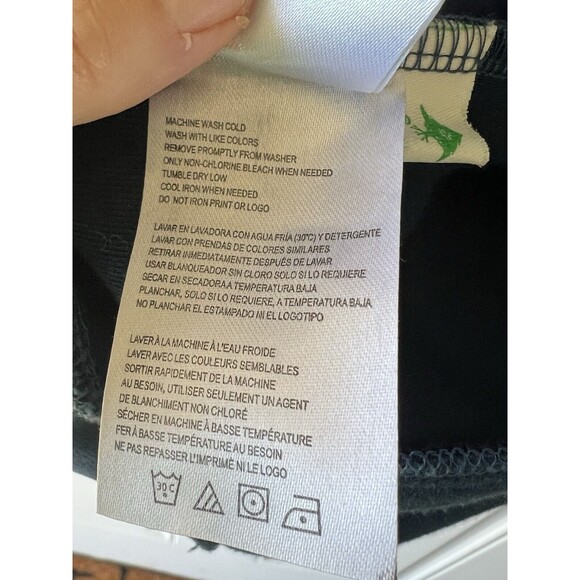 MACHINE WASH COLD
WASH WITH LIKE COLORS
REMOVE PROMPTLY FROM WASHER
ONLY NON-CHLORINE BLEACH WHEN NEEDED
TUMBLE DRY LOW
COOL IRON WHEN NEEDED
DO NOT IRON PRINT OR LOGO
LAVAR EN LAVADORA CON AGUA FRÍA (30°C) Y DETERGENTE
LAVAR CON PRENDAS DE COLORES SIMILARES
RETIRAR INMEDIATAMENTE DESPUÉS DE LAVAR
USAR BLANQUEADOR SIN CLORO SOLO SI LO REQUIERE
SECAR EN SECADORA A TEMPERATURA BAJA
PLANCHAR, SOLO SI LO REQUIERE, A TEMPERATURA BAJA
NO PLANCHAR EL ESTAMPADO NI EL LOGOTIPO
LAVER À LA MACHINE À L'EAU FROIDE
LAVER AVEC LES COULEURS SEMBLABLES
SORTIR RAPIDEMENT DE LA MACHINE
AU BESOIN, UTILISER SEULEMENT UN AGENT
DE BLANCHIMENT NON CHLORÉ
SÉCHER EN MACHINE À BASSE TEMPÉRATURE
FER À BASSE TEMPÉRATURE AU BESOIN
NE PAS REPASSER L'IMPRIMÉ NI LE LOGO
30 C